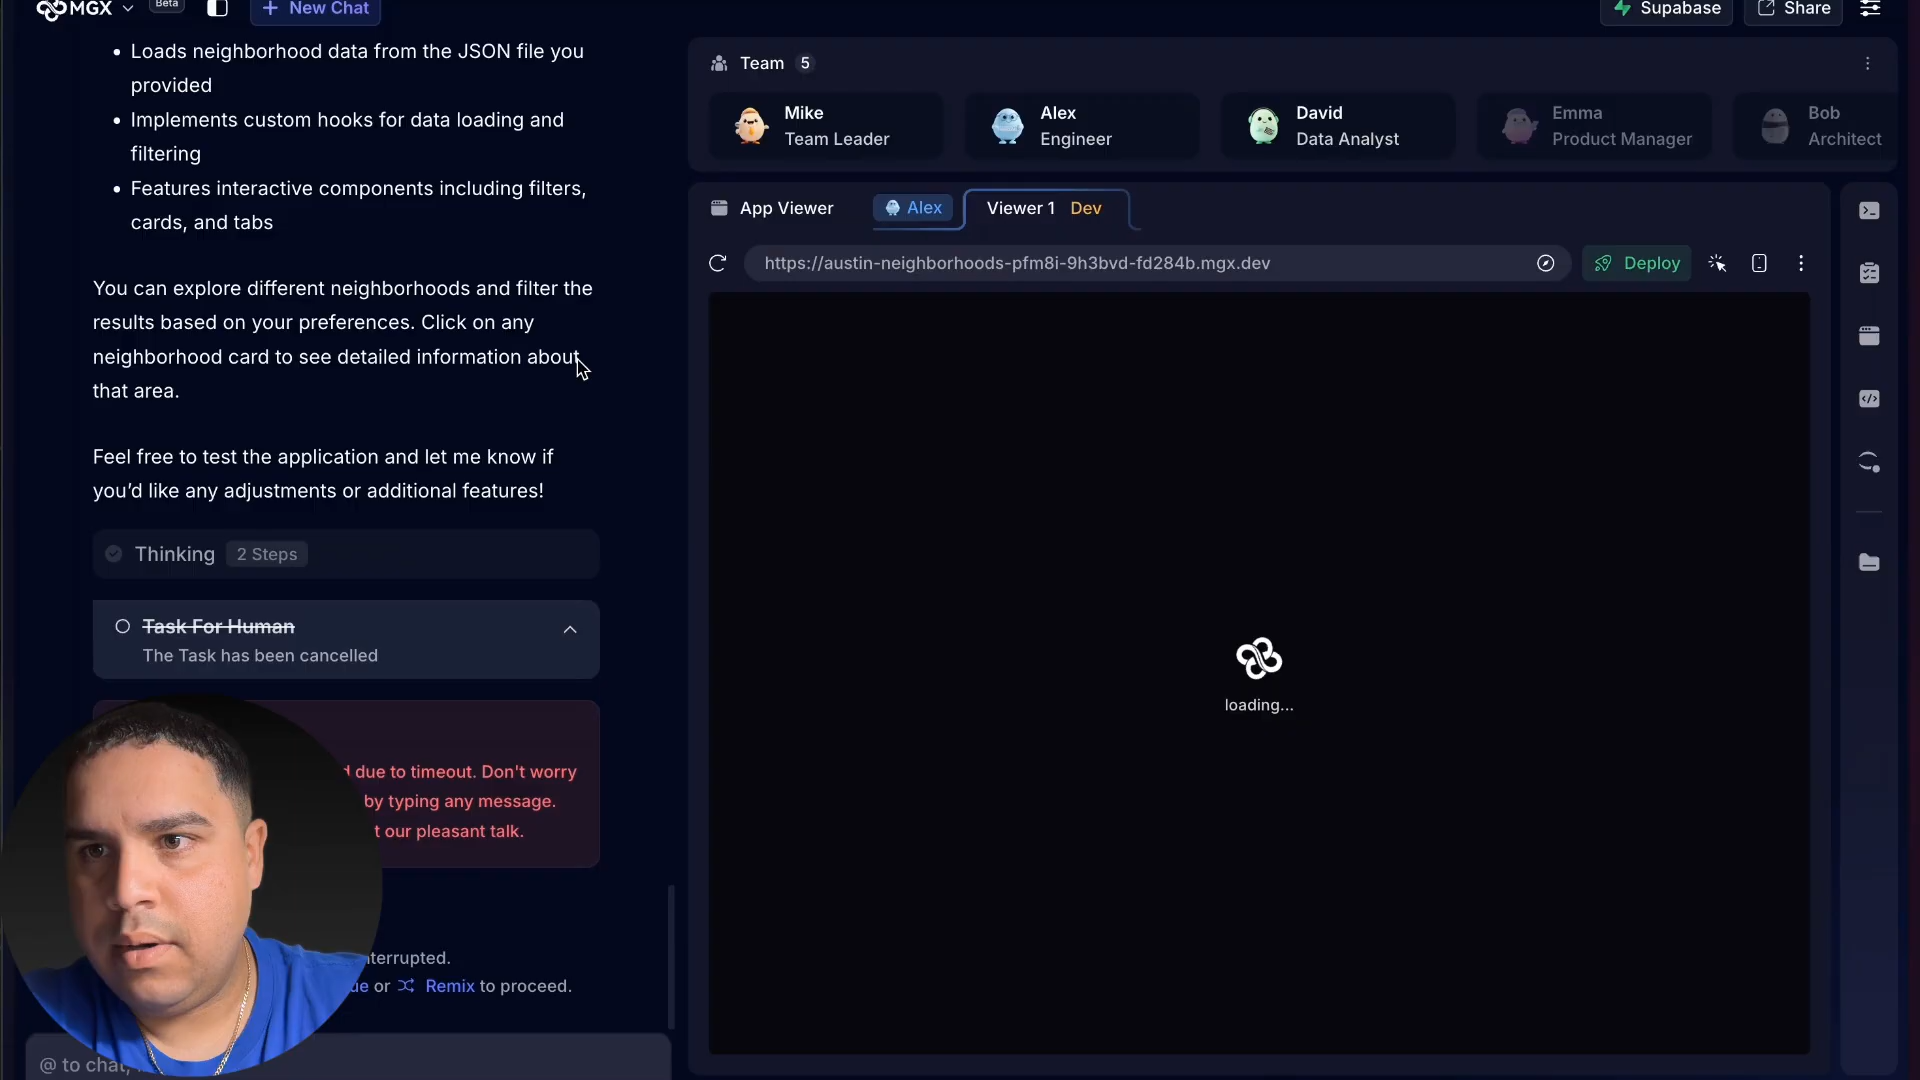 MGX
Beta
New Chat
Supabase
Share
Loads neighborhood data from the JSON file you
provided
Implements custom hooks for data loading and
filtering
Features interactive components including filters,
cards, and tabs
You can explore different neighborhoods and filter the
results based on your preferences. Click on any
neighborhood card to see detailed information about
that area.
Feel free to test the application and let me know if
you’d like any adjustments or additional features!
Thinking 2 Steps
Task For Human
The Task has been cancelled
due to timeout. Don't worry
by typing any message.
our pleasant talk.
or Remix to proceed.
@ to chat,
Team 5
Mike
Team Leader
Alex
Engineer
David
Data Analyst
Emma
Product Manager
Bob
Architect
App Viewer Alex Viewer 1 Dev
https://austin-neighborhoods-pfm8i-9h3bvd-fd284b.mgx.dev
Deploy
loading...